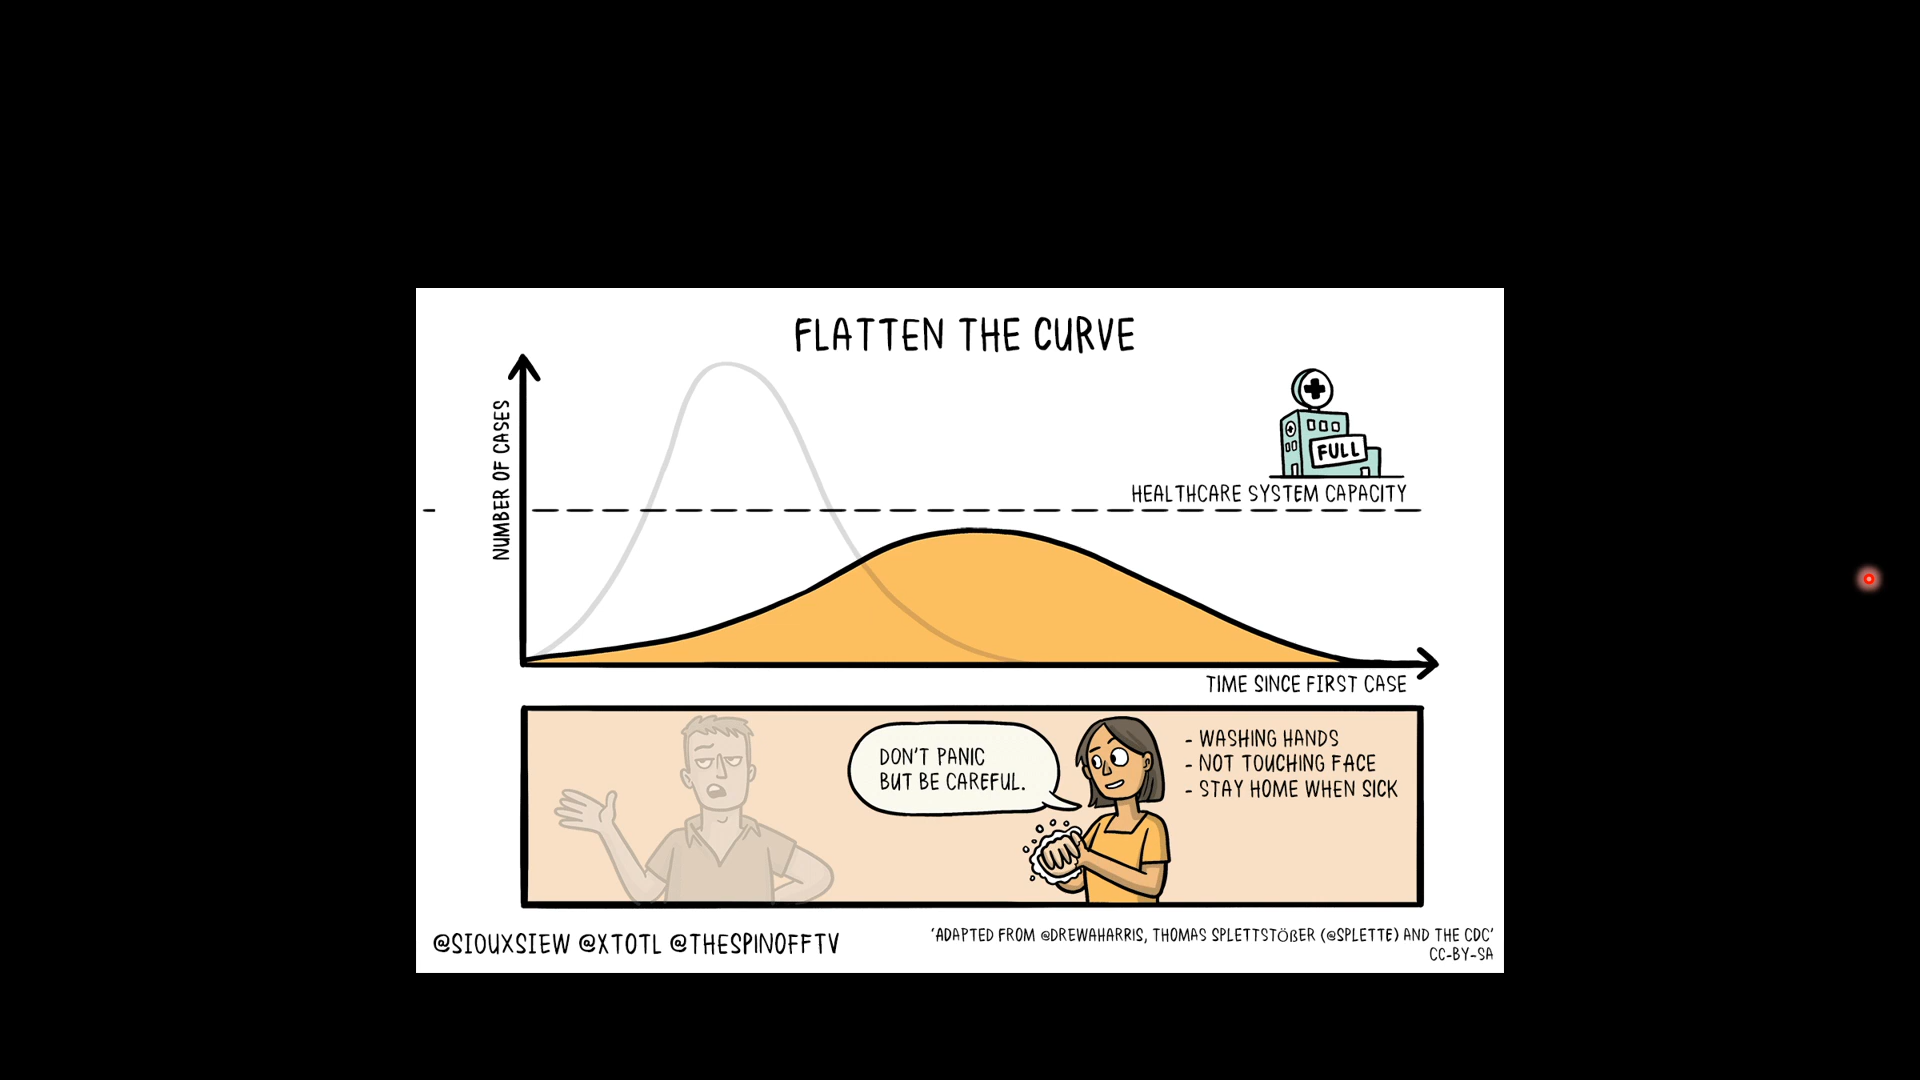 FLATTEN THE CURVE
NUMBER OF CASES
FULL
HEALTHCARE SYSTEM CAPACITY
TIME SINCE FIRST CASE
DON'T PANIC
BUT BE CAREFUL.
- WASHING HANDS
- NOT TOUCHING FACE
- STAY HOME WHEN SICK
@SIOUXSIEW @XTOTL @THESPINOFFTV
'ADAPTED FROM @DREWAHARRIS, THOMAS SPLETTSTÖßER (@SPLETTE) AND THE CDC'
CC-BY-SA